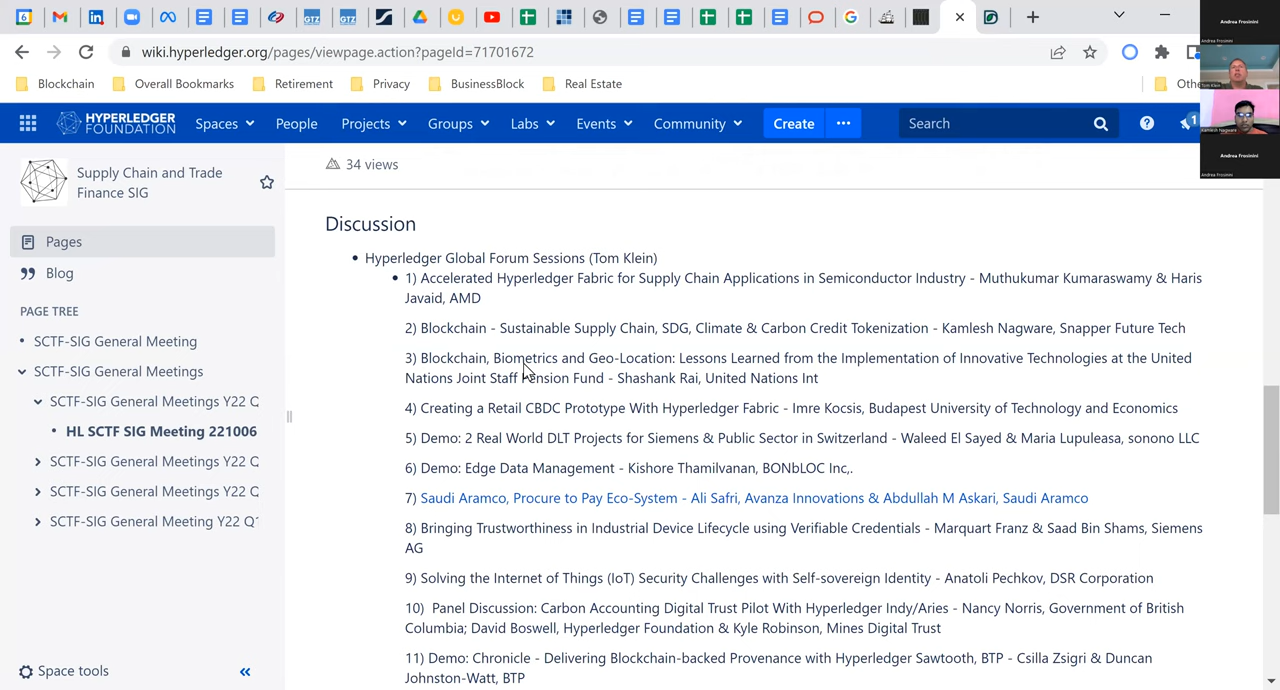 wiki.hyperledger.org/pages/viewpage.action?pageId=71701672
Blockchain
Overall Bookmarks
Retirement
Privacy
BusinessBlock
Real Estate
HYPERLEDGER
FOUNDATION
Spaces
People
Projects
Groups
Labs
Events
Community
Create
Search
1
Andrea Frosinini
Andrea Frosinini
Tom Klein
Kamlesh Nagware
Andrea Frosinini
Andrea Frosinini
Supply Chain and Trade
Finance SIG
Pages
Blog
PAGE TREE
SCTF-SIG General Meeting
SCTF-SIG General Meetings
SCTF-SIG General Meetings Y22 Q
HL SCTF SIG Meeting 221006
SCTF-SIG General Meetings Y22 Q
SCTF-SIG General Meetings Y22 Q
SCTF-SIG General Meeting Y22 Q1
Space tools
34 views
Discussion
Hyperledger Global Forum Sessions (Tom Klein)
1) Accelerated Hyperledger Fabric for Supply Chain Applications in Semiconductor Industry - Muthukumar Kumaraswamy & Haris
Javaid, AMD
2) Blockchain - Sustainable Supply Chain, SDG, Climate & Carbon Credit Tokenization - Kamlesh Nagware, Snapper Future Tech
3) Blockchain, Biometrics and Geo-Location: Lessons Learned from the Implementation of Innovative Technologies at the United
Nations Joint Staff Pension Fund - Shashank Rai, United Nations Int
4) Creating a Retail CBDC Prototype With Hyperledger Fabric - Imre Kocsis, Budapest University of Technology and Economics
5) Demo: 2 Real World DLT Projects for Siemens & Public Sector in Switzerland - Waleed El Sayed & Maria Lupuleasa, sonono LLC
6) Demo: Edge Data Management - Kishore Thamilvanan, BONbLOC Inc,.
7) Saudi Aramco, Procure to Pay Eco-System - Ali Safri, Avanza Innovations & Abdullah M Askari, Saudi Aramco
8) Bringing Trustworthiness in Industrial Device Lifecycle using Verifiable Credentials - Marquart Franz & Saad Bin Shams, Siemens
AG
9) Solving the Internet of Things (IoT) Security Challenges with Self-sovereign Identity - Anatoli Pechkov, DSR Corporation
10) Panel Discussion: Carbon Accounting Digital Trust Pilot With Hyperledger Indy/Aries - Nancy Norris, Government of British
Columbia; David Boswell, Hyperledger Foundation & Kyle Robinson, Mines Digital Trust
11) Demo: Chronicle - Delivering Blockchain-backed Provenance with Hyperledger Sawtooth, BTP - Csilla Zsigri & Duncan
Johnston-Watt, BTP